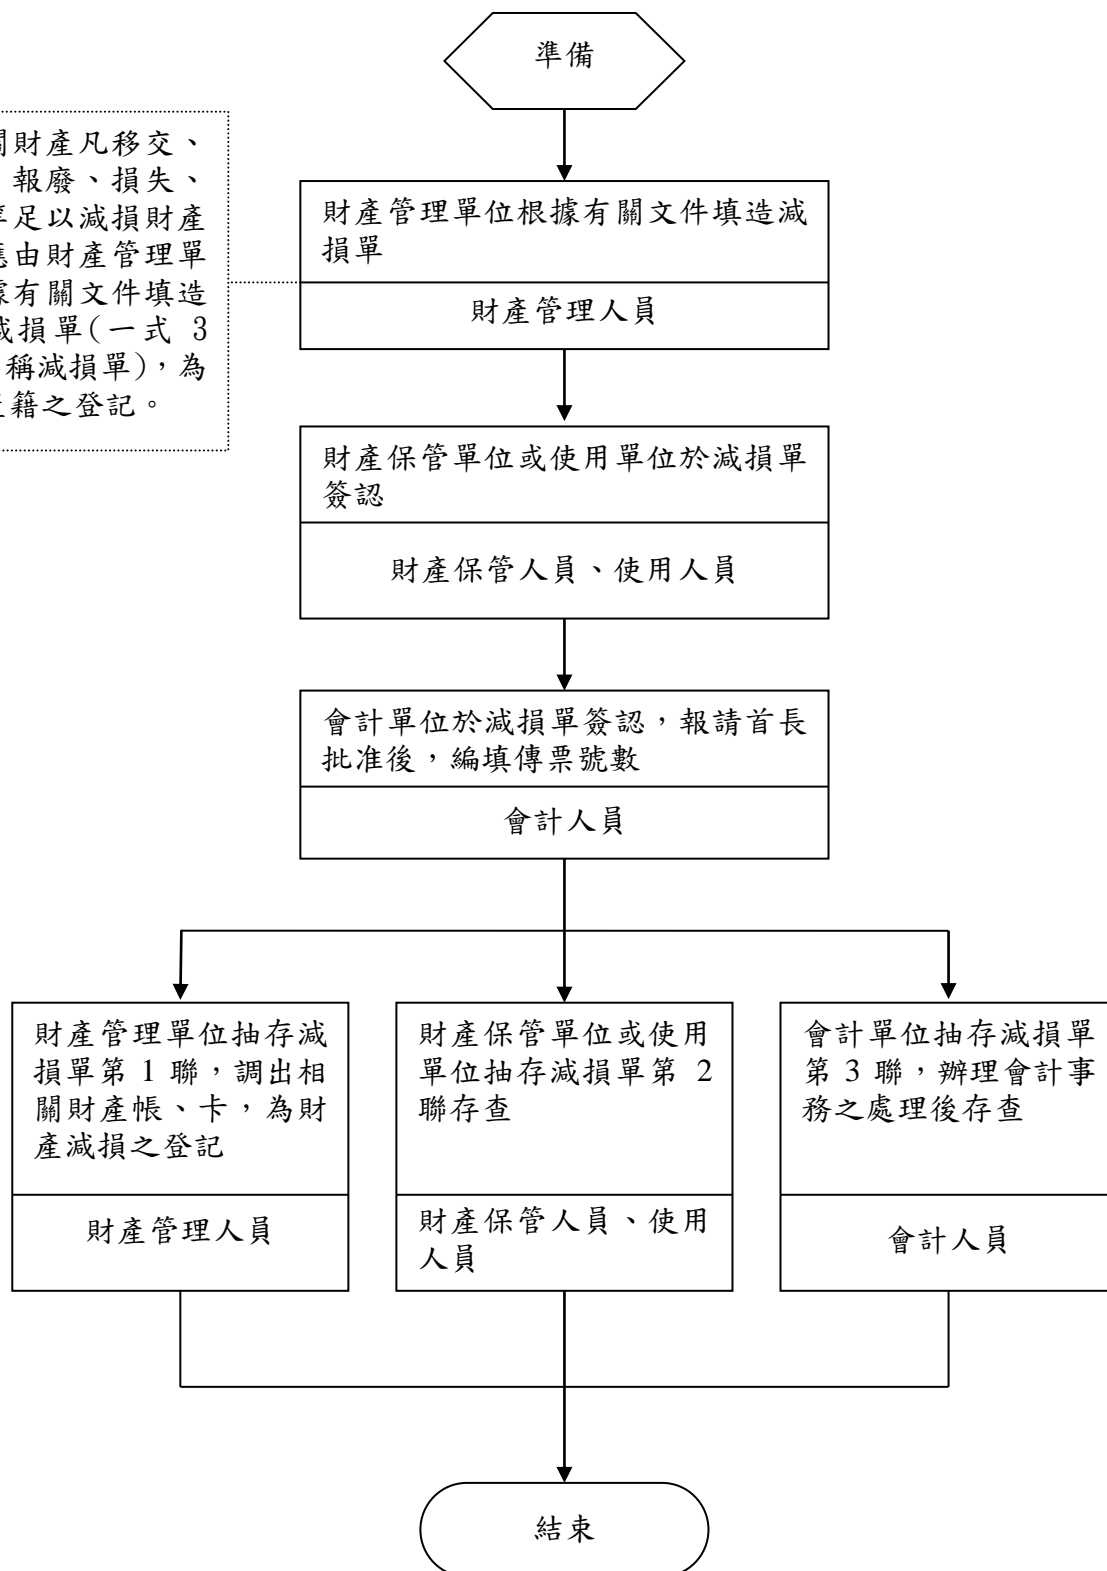 準備
關財產凡移交、
報廢、損失、
等足以減損財產
應由財產管理單
據有關文件填造
減損單(一式 3
稱減損單)，為
產籍之登記。
財產管理單位根據有關文件填造減
損單
財產管理人員
財產保管單位或使用單位於減損單
簽認
財產保管人員、使用人員
會計單位於減損單簽認，報請首長
批准後，編填傳票號數
會計人員
財產管理單位抽存減
損單第 1 聯，調出相
關財產帳、卡，為財
產減損之登記
財產管理人員
財產保管單位或使用
單位抽存減損單第 2
聯存查
財產保管人員、使用
人員
會計單位抽存減損單
第 3 聯，辦理會計事
務之處理後存查
會計人員
結束